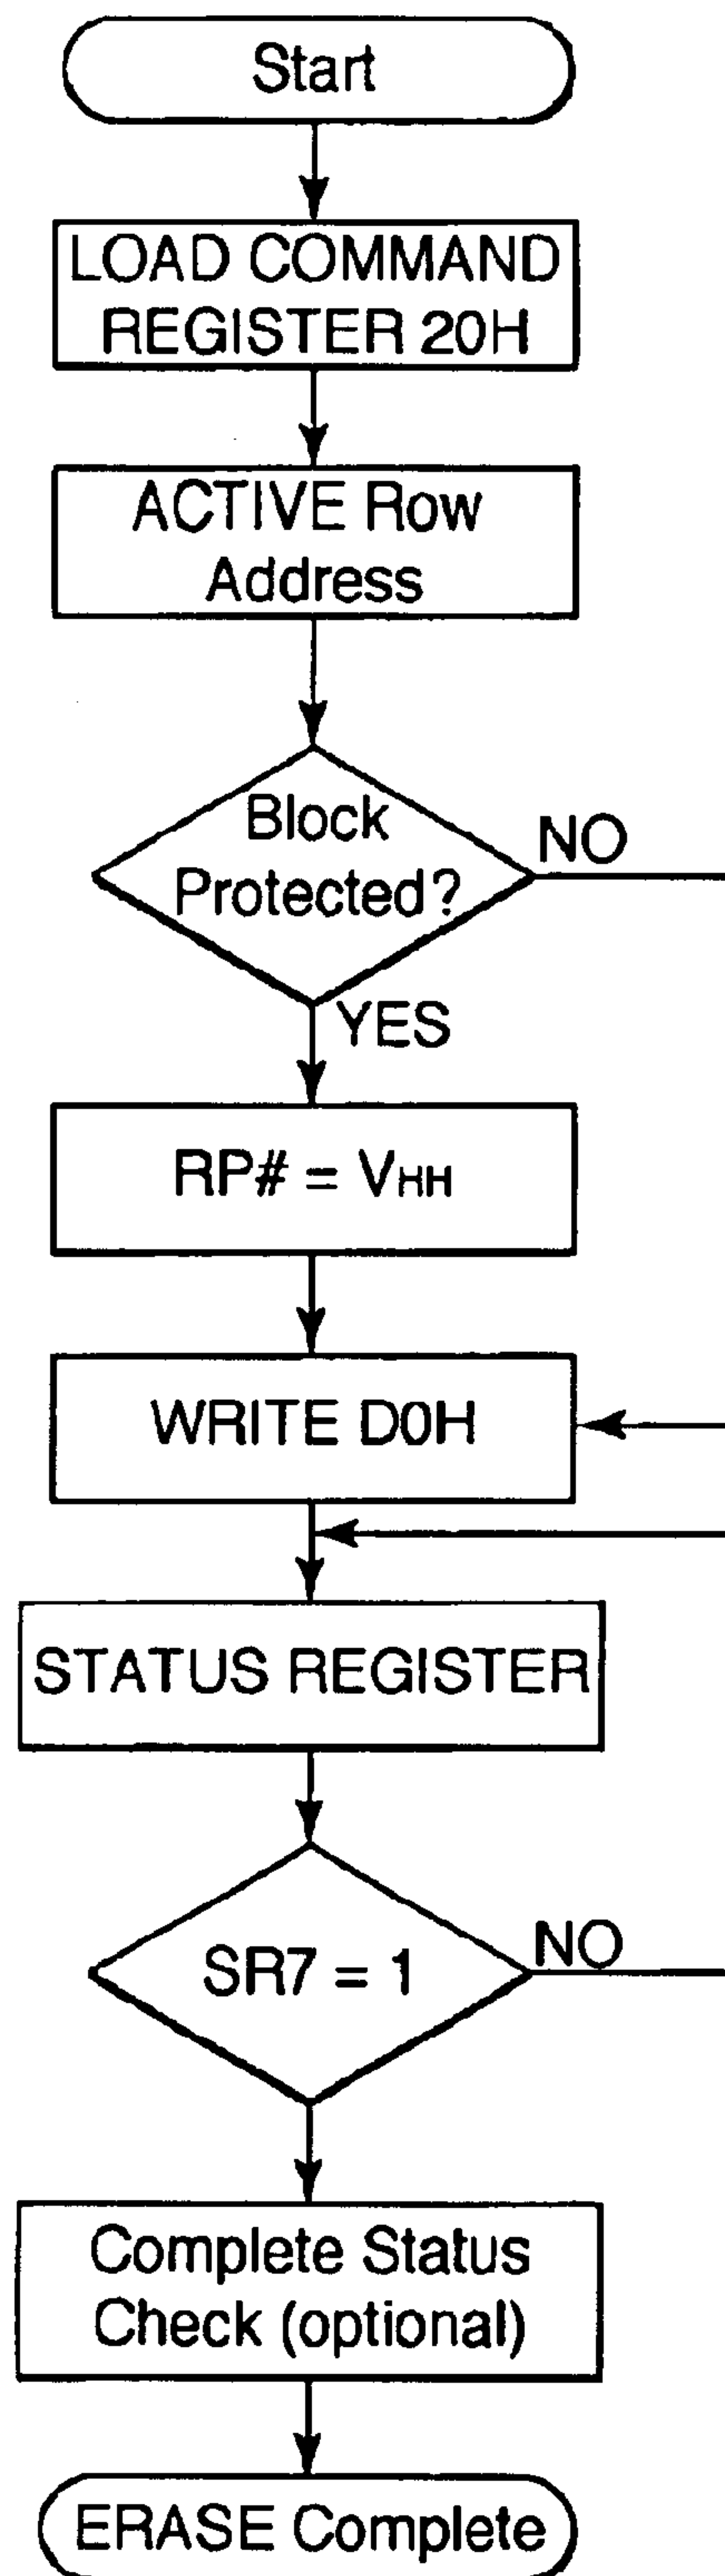 Start
LOAD COMMAND
REGISTER 20H
ACTIVE Row
Address
Block
Protected?
NO
YES
RP# = VHH
WRITE D0H
STATUS REGISTER
SR7 = 1
NO
Complete Status
Check (optional)
ERASE Complete